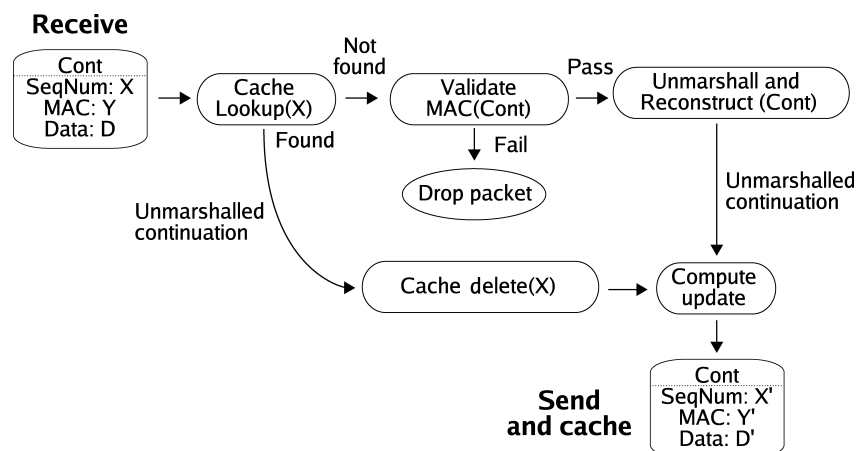 Receive
Cont
SeqNum: X
MAC: Y
Data: D
Cache
Lookup(X)
Not
found
Validate
MAC(Cont)
Pass
Unmarshall and
Reconstruct (Cont)
Found
Fail
Drop packet
Unmarshalled
continuation
Unmarshalled
continuation
Cache delete(X)
Compute
update
Send
and cache
Cont
SeqNum: X'
MAC: Y'
Data: D'